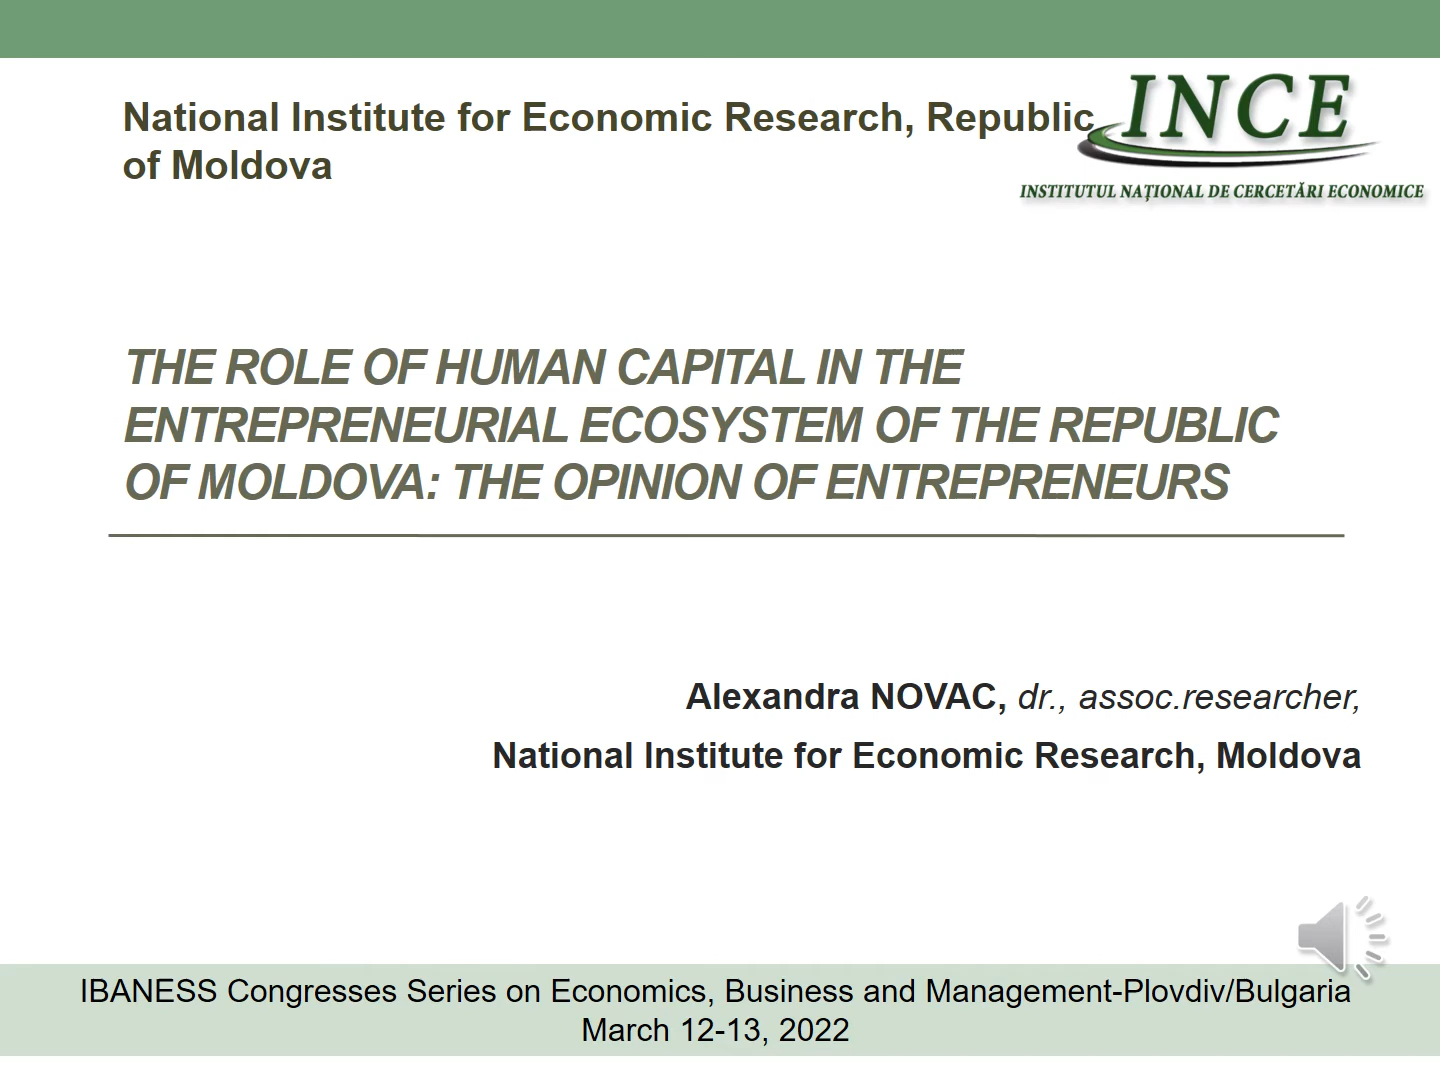 National Institute for Economic Research, Republic
of Moldova
INCE
INSTITUTUL NAȚIONAL DE CERCETĂRI ECONOMICE
THE ROLE OF HUMAN CAPITAL IN THE
ENTREPRENEURIAL ECOSYSTEM OF THE REPUBLIC
OF MOLDOVA: THE OPINION OF ENTREPRENEURS
Alexandra NOVAC, dr., assoc.researcher,
National Institute for Economic Research, Moldova
IBANESS Congresses Series on Economics, Business and Management-Plovdiv/Bulgaria
March 12-13, 2022